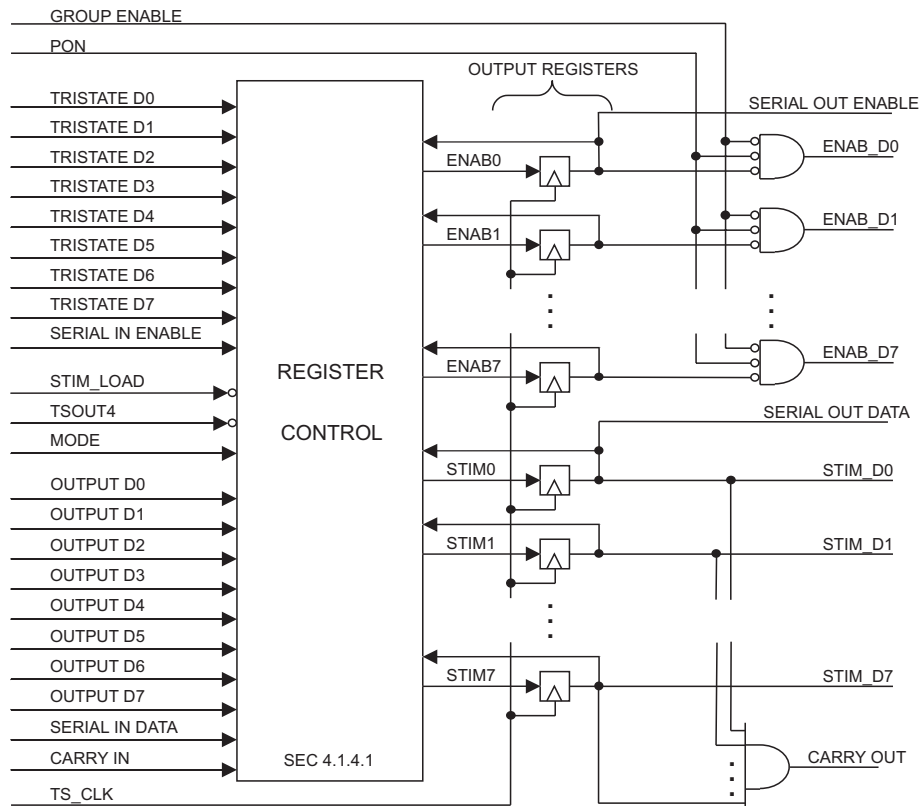 GROUP ENABLE
PON
OUTPUT REGISTERS
SERIAL OUT ENABLE
TRISTATE D0
TRISTATE D1
TRISTATE D2
TRISTATE D3
TRISTATE D4
TRISTATE D5
TRISTATE D6
TRISTATE D7
SERIAL IN ENABLE
STIM_LOAD
TSOUT4
MODE
OUTPUT D0
OUTPUT D1
OUTPUT D2
OUTPUT D3
OUTPUT D4
OUTPUT D5
OUTPUT D6
OUTPUT D7
SERIAL IN DATA
CARRY IN
TS_CLK
REGISTER
CONTROL
SEC 4.1.4.1
ENAB0
ENAB1
ENAB7
STIM0
STIM1
STIM7
ENAB_D0
ENAB_D1
ENAB_D7
SERIAL OUT DATA
STIM_D0
STIM_D1
STIM_D7
CARRY OUT